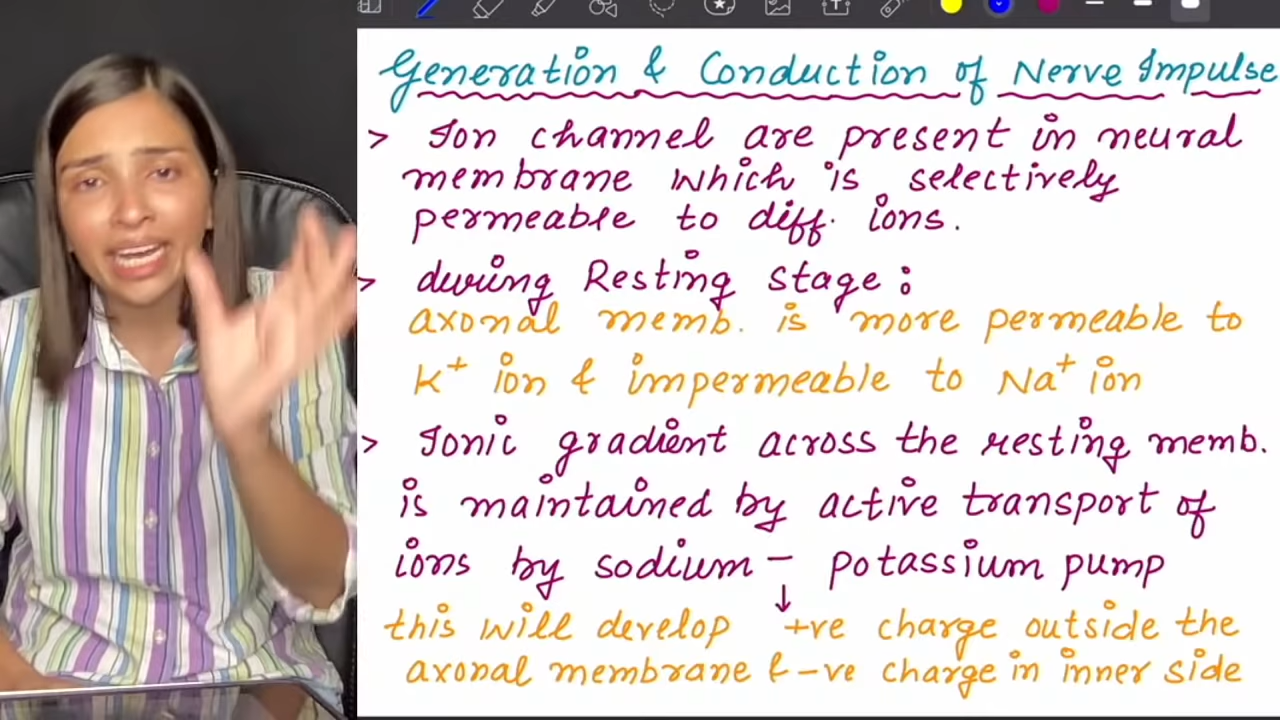 Generation & Conduction of Nerve Impulse
> Ion channel are present in neural
membrane which is selectively
permeable to diff. ions.
> during Resting stage:
axonal memb. is more permeable to
K+ ion & impermeable to Na+ ion
> Ionic gradient across the resting memb.
is maintained by active transport of
ions by sodium - potassium pump
↓
this will develop +ve charge outside the
axonal membrane & -ve charge in inner side